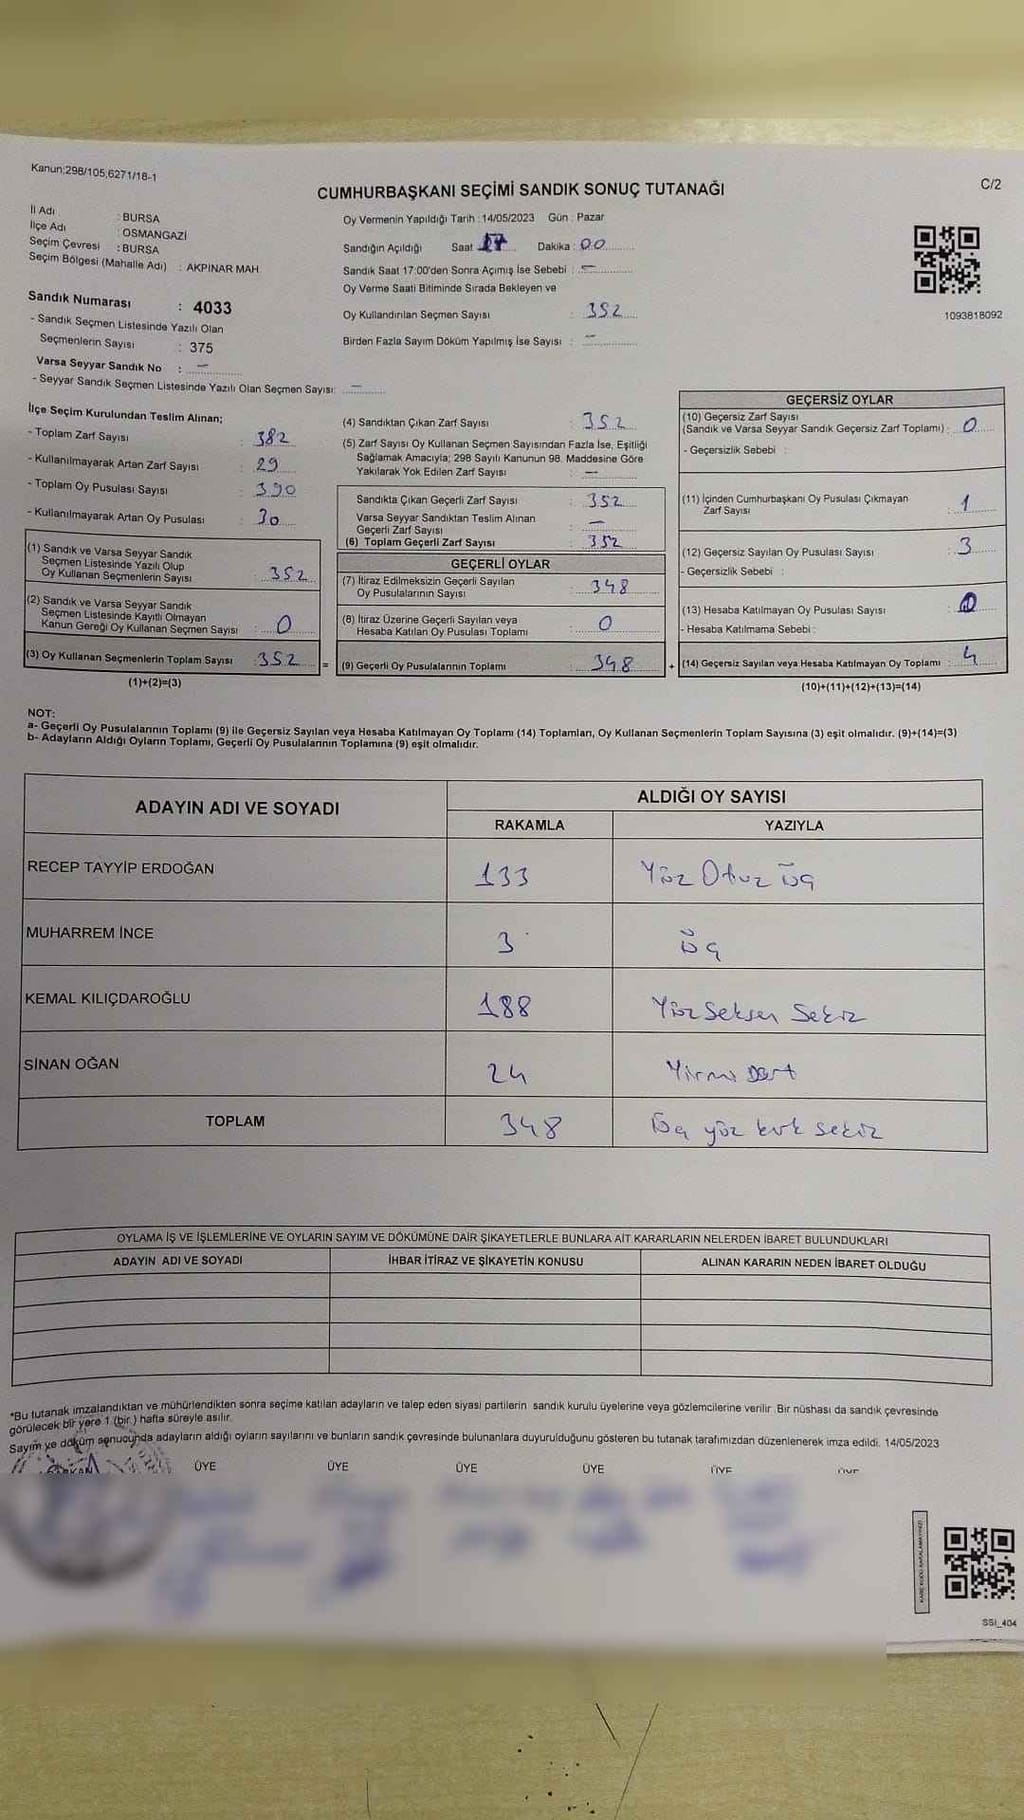 Kanun;298/105;6271/18-1
C/2
CUMHURBAŞKANI SEÇİMİ SANDIK SONUÇ TUTANAĞI
İl Adı : BURSA
İlçe Adı : OSMANGAZİ
Seçim Çevresi : BURSA
Seçim Bölgesi (Mahalle Adı) : AKPINAR MAH.
Sandık Numarası : 4033
- Sandık Seçmen Listesinde Yazılı Olan
Seçmenlerin Sayısı : 375
Varsa Seyyar Sandık No : —
- Seyyar Sandık Seçmen Listesinde Yazılı Olan Seçmen Sayısı: —
Oy Vermenin Yapıldığı Tarih : 14/05/2023 Gün : Pazar
Sandığın Açıldığı Saat 17 Dakika : 00
Sandık Saat 17:00'den Sonra Açımış İse Sebebi : —
Oy Verme Saati Bitiminde Sırada Bekleyen ve
Oy Kullandırılan Seçmen Sayısı : 352
Birden Fazla Sayım Döküm Yapılmış İse Sayısı : —
1093818092
İlçe Seçim Kurulundan Teslim Alınan;
- Toplam Zarf Sayısı : 382
- Kullanılmayarak Artan Zarf Sayısı : 29
- Toplam Oy Pusulası Sayısı : 390
- Kullanılmayarak Artan Oy Pusulası : 30
(1) Sandık ve Varsa Seyyar Sandık
Seçmen Listesinde Yazılı Olup
Oy Kullanan Seçmenlerin Sayısı : 352
(2) Sandık ve Varsa Seyyar Sandık
Seçmen Listesinde Kayıtlı Olmayan
Kanun Gereği Oy Kullanan Seçmen Sayısı : 0
(3) Oy Kullanan Seçmenlerin Toplam Sayısı : 352 =
(1)+(2)=(3)
(4) Sandıktan Çıkan Zarf Sayısı : 352
(5) Zarf Sayısı Oy Kullanan Seçmen Sayısından Fazla İse, Eşitliği
Sağlamak Amacıyla; 298 Sayılı Kanunun 98. Maddesine Göre
Yakılarak Yok Edilen Zarf Sayısı : —
Sandıkta Çıkan Geçerli Zarf Sayısı : 352
Varsa Seyyar Sandıktan Teslim Alınan
Geçerli Zarf Sayısı : —
(6) Toplam Geçerli Zarf Sayısı : 352
GEÇERLİ OYLAR
(7) İtiraz Edilmeksizin Geçerli Sayılan
Oy Pusulalarının Sayısı : 348
(8) İtiraz Üzerine Geçerli Sayılan veya
Hesaba Katılan Oy Pusulası Toplamı : 0
(9) Geçerli Oy Pusulalarının Toplamı : 348 +
GEÇERSİZ OYLAR
(10) Geçersiz Zarf Sayısı
(Sandık ve Varsa Seyyar Sandık Geçersiz Zarf Toplamı) : 0
- Geçersizlik Sebebi :
(11) İçinden Cumhurbaşkanı Oy Pusulası Çıkmayan
Zarf Sayısı : 1
(12) Geçersiz Sayılan Oy Pusulası Sayısı : 3
- Geçersizlik Sebebi :
(13) Hesaba Katılmayan Oy Pusulası Sayısı : 0
- Hesaba Katılmama Sebebi :
(14) Geçersiz Sayılan veya Hesaba Katılmayan Oy Toplamı : 4
(10)+(11)+(12)+(13)=(14)
NOT:
a- Geçerli Oy Pusulalarının Toplamı (9) ile Geçersiz Sayılan veya Hesaba Katılmayan Oy Toplamı (14) Toplamları, Oy Kullanan Seçmenlerin Toplam Sayısına (3) eşit olmalıdır. (9)+(14)=(3)
b- Adayların Aldığı Oyların Toplamı, Geçerli Oy Pusulalarının Toplamına (9) eşit olmalıdır.
ADAYIN ADI VE SOYADI
ALDIĞI OY SAYISI
RAKAMLA YAZIYLA
RECEP TAYYİP ERDOĞAN 133 Yüz Otuz üç
MUHARREM İNCE 3 üç
KEMAL KILIÇDAROĞLU 188 Yüz Seksen Sekiz
SİNAN OĞAN 24 Yirmi Dört
TOPLAM 348 Üç yüz kırk sekiz
OYLAMA İŞ VE İŞLEMLERİNE VE OYLARIN SAYIM VE DÖKÜMÜNE DAİR ŞİKAYETLERLE BUNLARA AİT KARARLARIN NELERDEN İBARET BULUNDUKLARI
ADAYIN ADI VE SOYADI İHBAR İTİRAZ VE ŞİKAYETİN KONUSU ALINAN KARARIN NEDEN İBARET OLDUĞU
*Bu tutanak imzalandıktan ve mühürlendikten sonra seçime katılan adayların ve talep eden siyasi partilerin sandık kurulu üyelerine veya gözlemcilerine verilir. Bir nüshası da sandık çevresinde
görülecek bir yere 1 (bir ) hafta süreyle asılır.
Sayım ve döküm sonucunda adayların aldığı oyların sayılarını ve bunların sandık çevresinde bulunanlara duyurulduğunu gösteren bu tutanak tarafımızdan düzenlenerek imza edildi. 14/05/2023
ÜYE ÜYE ÜYE ÜYE ÜYE ÜYE
SSİ_404